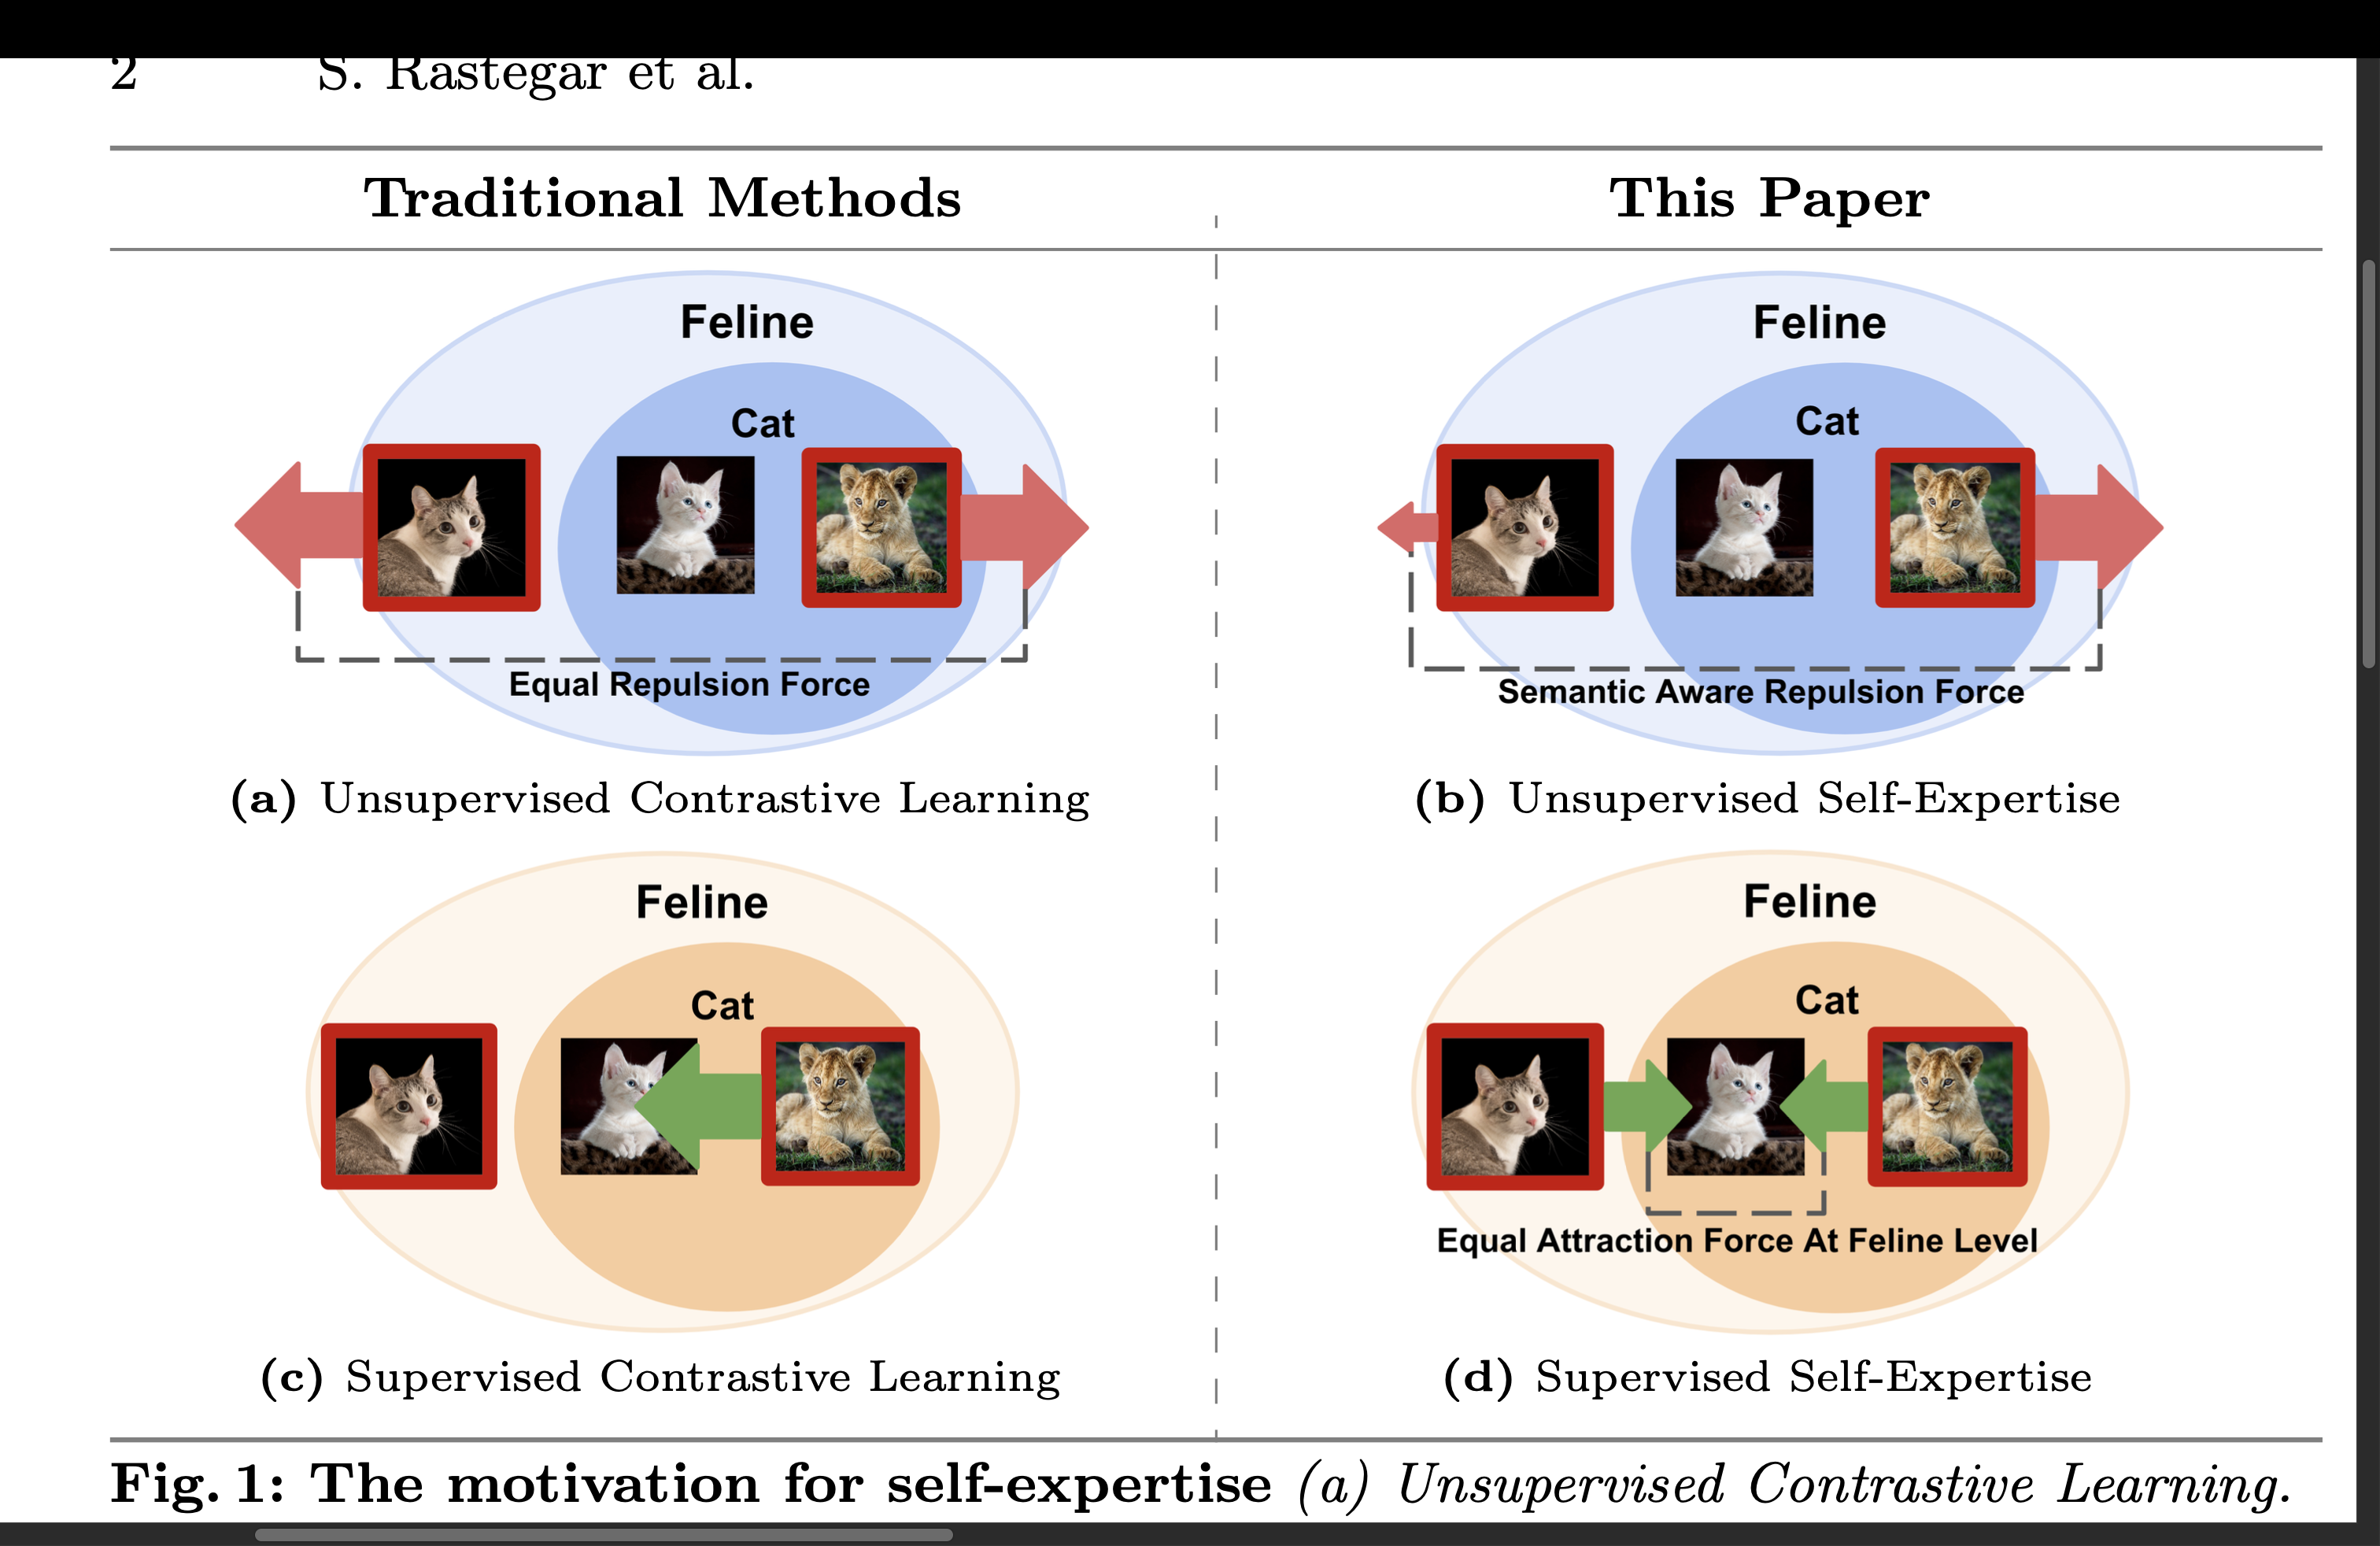 2 S. Rastegar et al.
Traditional Methods
This Paper
Feline
Cat
Equal Repulsion Force
(a) Unsupervised Contrastive Learning
Feline
Cat
Semantic Aware Repulsion Force
(b) Unsupervised Self-Expertise
Feline
Cat
(c) Supervised Contrastive Learning
Feline
Cat
Equal Attraction Force At Feline Level
(d) Supervised Self-Expertise
Fig. 1: The motivation for self-expertise (a) Unsupervised Contrastive Learning.